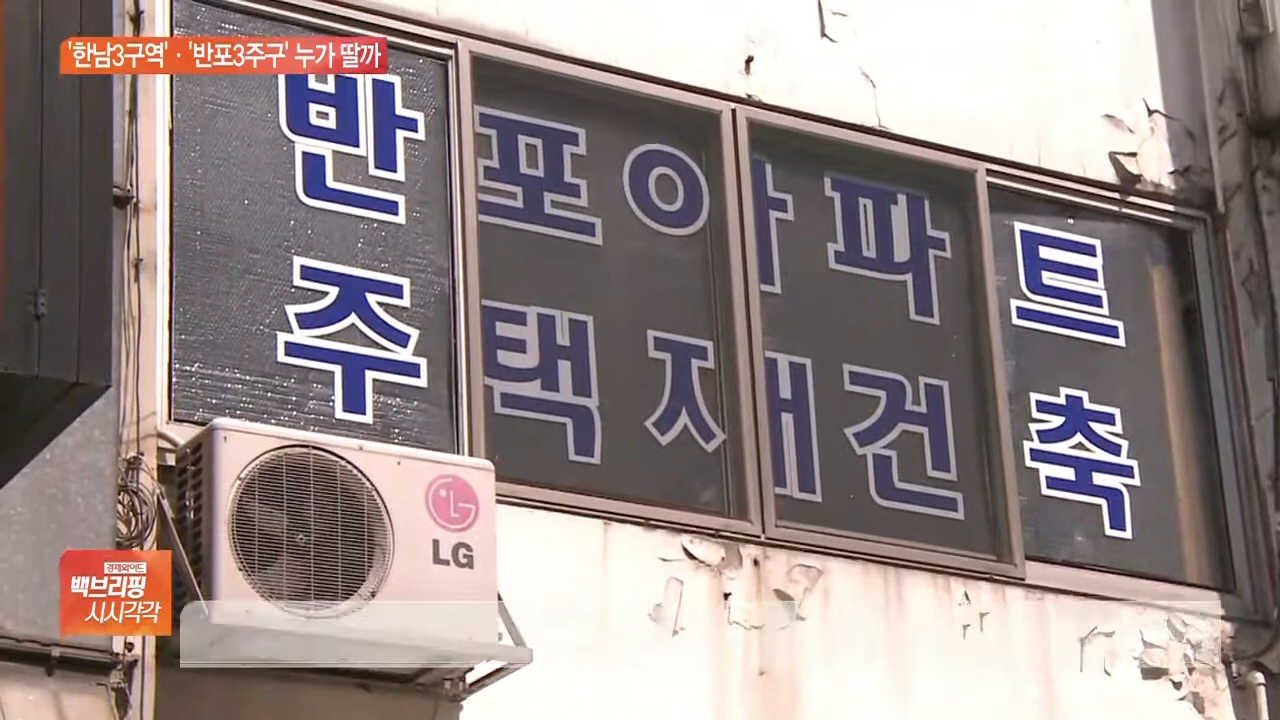 '한남3구역'·'반포3주구' 누가 딸까
반포아파트
주택재건축
LG
경제와이드
백브리핑
시시각각